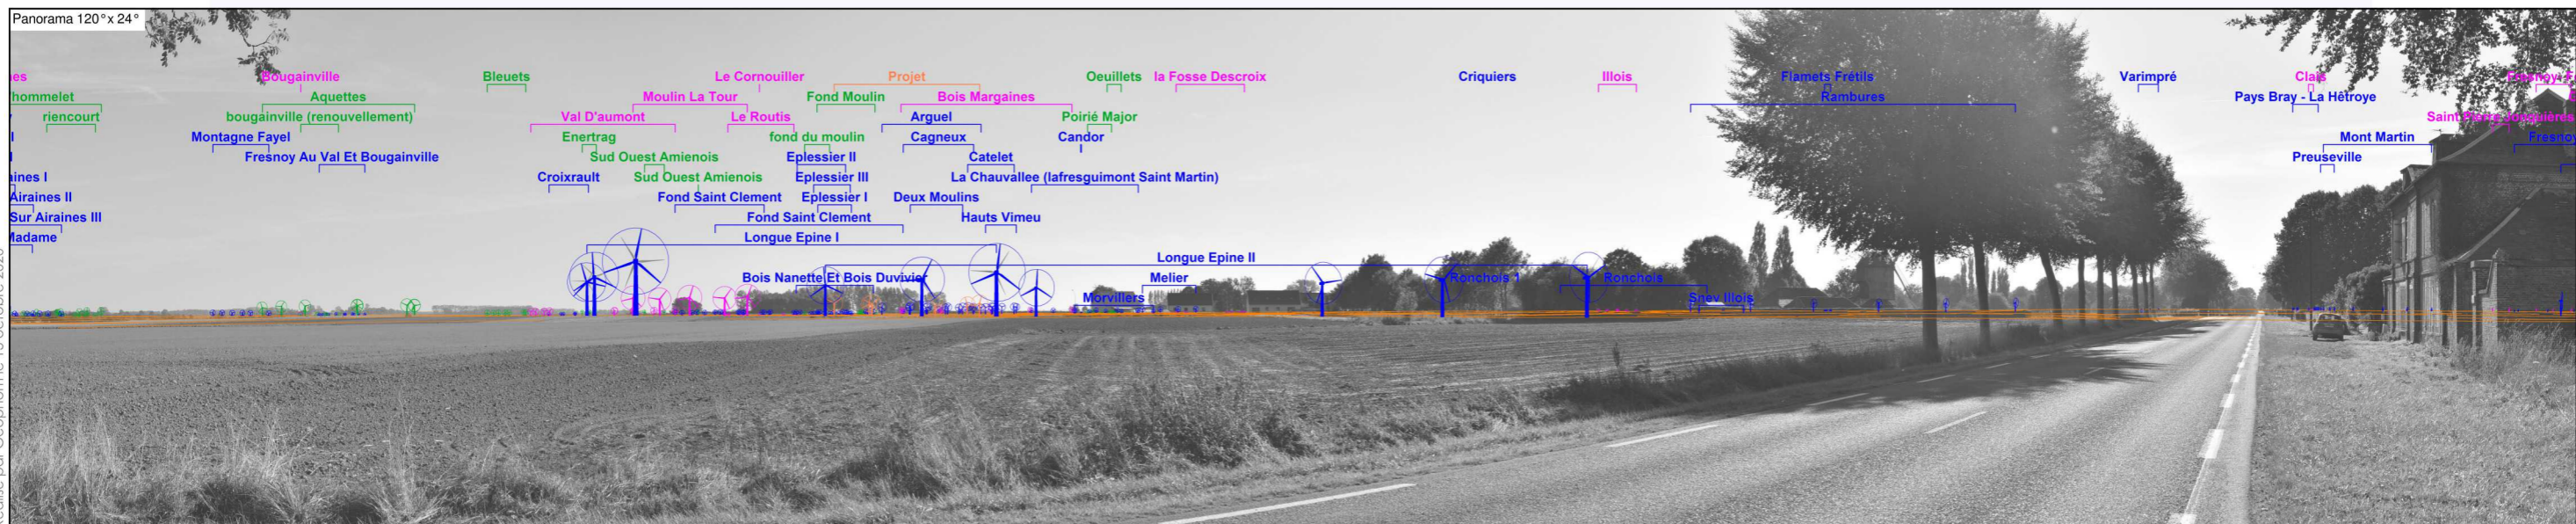 Panorama 120°x 24°
Bougainville
Bleuets
Le Cornouiller
Projet
Oeuillets
la Fosse Descroix
Criquiers
Illois
Flamets Frétils
Varimpré
Clais
hommelet
Aquettes
Moulin La Tour
Fond Moulin
Bois Margaines
Rambures
Pays Bray - La Hêtroye
riencourt
bougainville (renouvellement)
Val D'aumont
Le Routis
Arguel
Poirié Major
Saint Pierre Jonquières
Montagne Fayel
Enertrag
fond du moulin
Cagneux
Candor
Mont Martin
Fresnoy
Fresnoy Au Val Et Bougainville
Sud Ouest Amienois
Eplessier II
Catelet
Preuseville
aines I
Croixrault
Sud Ouest Amienois
Eplessier III
La Chauvallee (lafresguimont Saint Martin)
Airaines II
Fond Saint Clement
Eplessier I
Deux Moulins
Sur Airaines III
Fond Saint Clement
Hauts Vimeu
Madame
Longue Epine I
Longue Epine II
Bois Nanette Et Bois Duvivier
Melier
Ronchois 1
Ronchois
Morvillers
Snev Illois